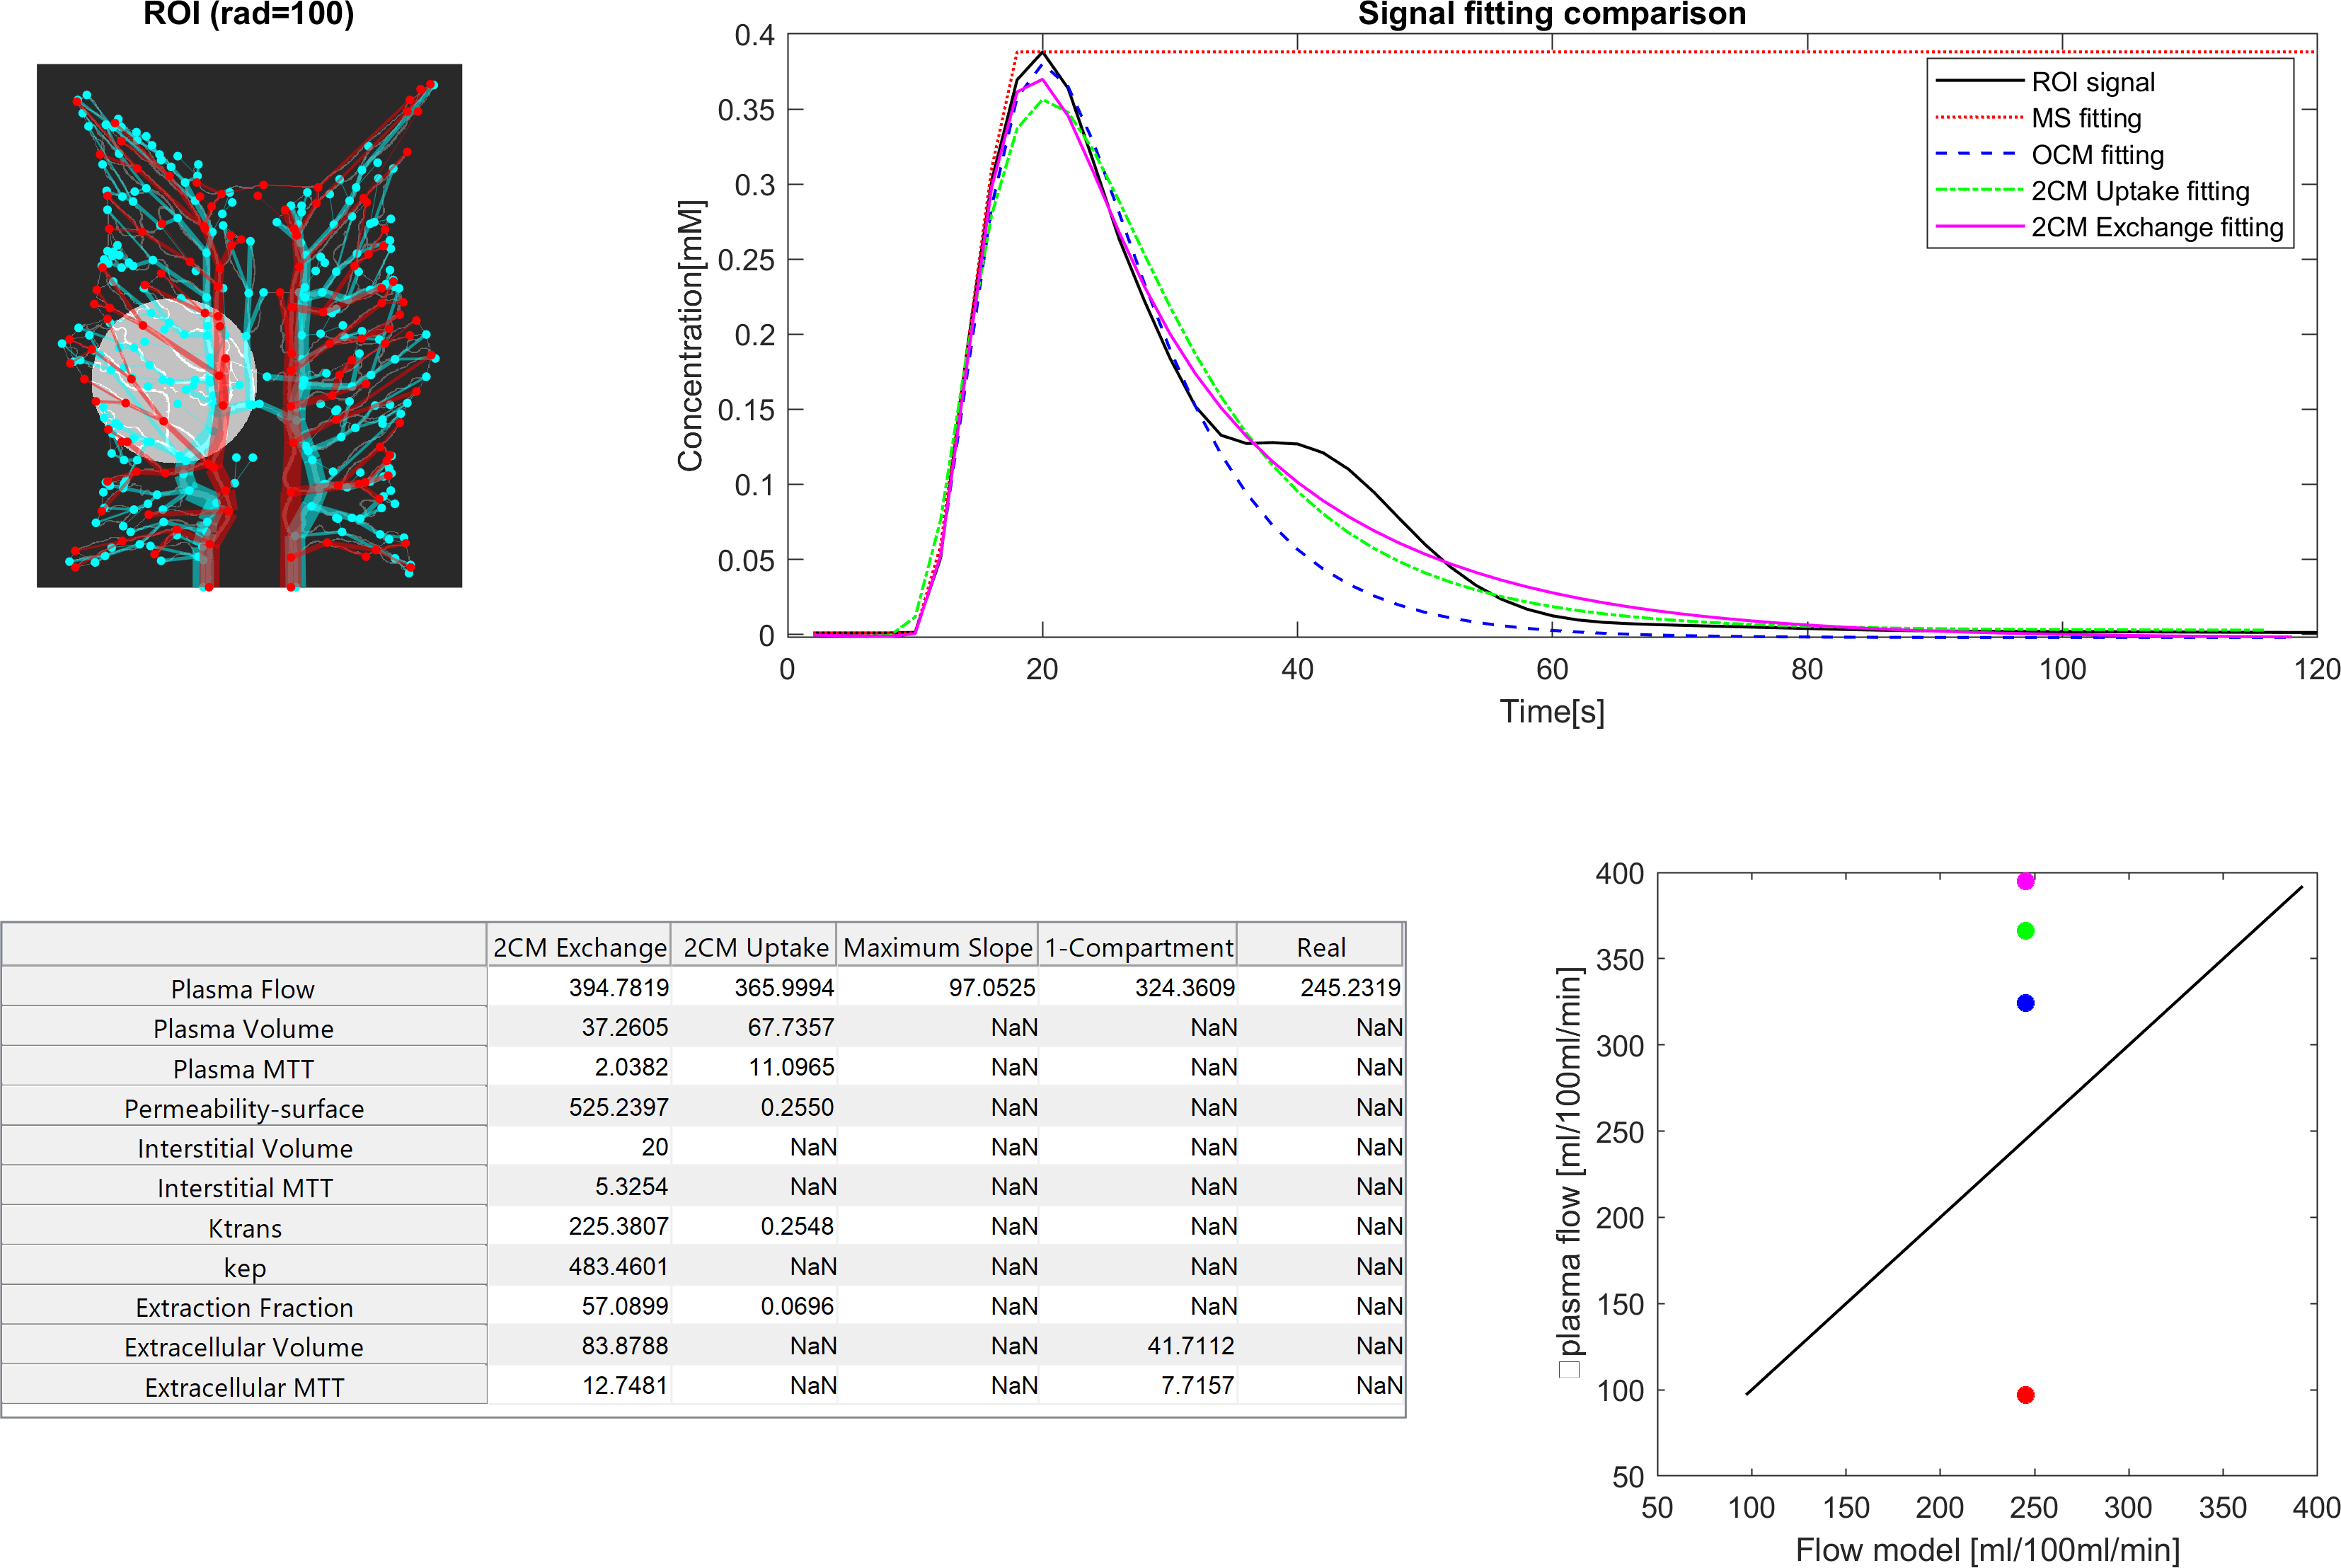 ROI (rad=100)
Signal fitting comparison
0.4
0.35
0.3
0.25
0.2
0.15
0.1
0.05
0
Concentration[mM]
0 20 40 60 80 100 120
Time[s]
ROI signal
MS fitting
OCM fitting
2CM Uptake fitting
2CM Exchange fitting
2CM Exchange 2CM Uptake Maximum Slope 1-Compartment Real
Plasma Flow 394.7819 365.9994 97.0525 324.3609 245.2319
Plasma Volume 37.2605 67.7357 NaN NaN NaN
Plasma MTT 2.0382 11.0965 NaN NaN NaN
Permeability-surface 525.2397 0.2550 NaN NaN NaN
Interstitial Volume 20 NaN NaN NaN NaN
Interstitial MTT 5.3254 NaN NaN NaN NaN
Ktrans 225.3807 0.2548 NaN NaN NaN
kep 483.4601 NaN NaN NaN NaN
Extraction Fraction 57.0899 0.0696 NaN NaN NaN
Extracellular Volume 83.8788 NaN NaN 41.7112 NaN
Extracellular MTT 12.7481 NaN NaN 7.7157 NaN
400
350
300
250
200
150
100
50
□plasma flow [ml/100ml/min]
50 100 150 200 250 300 350 400
Flow model [ml/100ml/min]